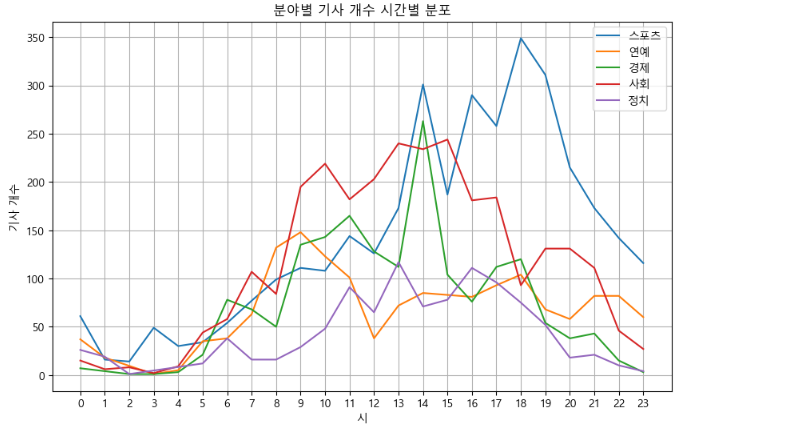 분야별 기사 개수 시간별 분포
스포츠
연예
경제
사회
정치
350
300
250
200
150
100
50
0
기사 개수
0 1 2 3 4 5 6 7 8 9 10 11 12 13 14 15 16 17 18 19 20 21 22 23
시